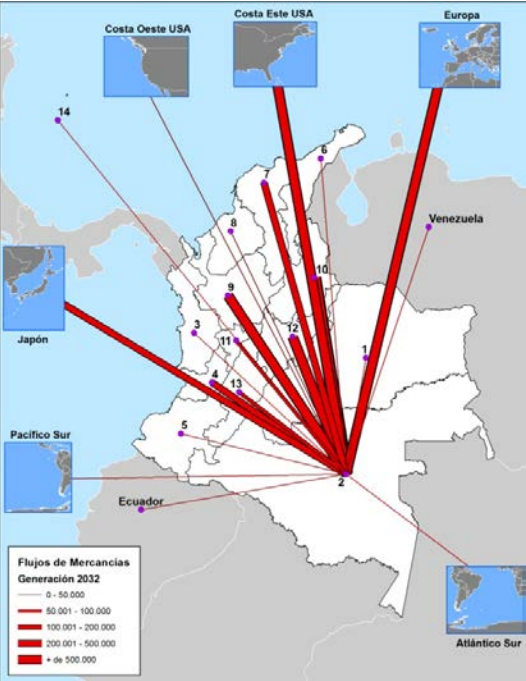 Costa Oeste USA
Costa Este USA
Europa
14
6
7
8
Venezuela
10
9
3
11
12
1
Japón
4
13
5
Pacífico Sur
2
Ecuador
Flujos de Mercancias
Generación 2032
0 - 50.000
50.001 - 100.000
100.001 - 200.000
200.001 - 500.000
+ de 500.000
Atlántico Sur